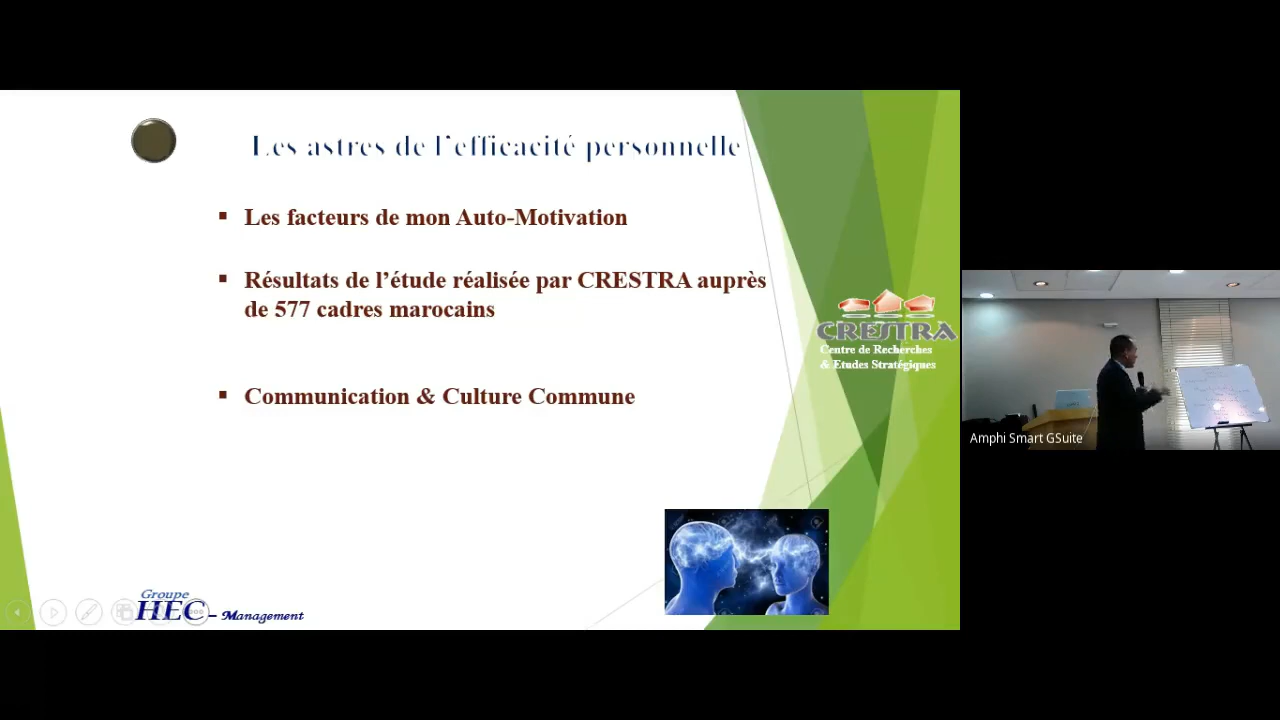 Les astres de l’efficacité personnelle
▪ Les facteurs de mon Auto-Motivation
▪ Résultats de l’étude réalisée par CRESTRA auprès
de 577 cadres marocains
▪ Communication & Culture Commune
CRESTRA
Centre de Recherches
& Etudes Stratégiques
Groupe
HEC – Management
Amphi Smart GSuite